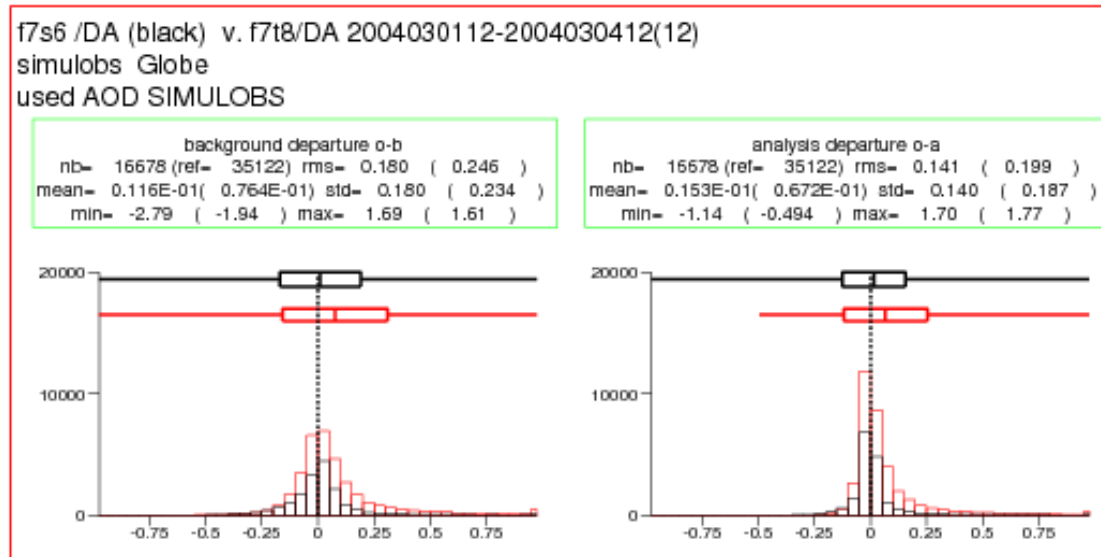 f7s6 /DA (black) v. f7t8/DA 2004030112-2004030412(12)
simulobs Globe
used AOD SIMULOBS
background departure o-b
nb= 16678 (ref= 35122) rms= 0.180 ( 0.246 )
mean= 0.116E-01( 0.764E-01) std= 0.180 ( 0.234 )
min= -2.79 ( -1.94 ) max= 1.69 ( 1.61 )
analysis departure o-a
nb= 16678 (ref= 35122) rms= 0.141 ( 0.199 )
mean= 0.153E-01( 0.672E-01) std= 0.140 ( 0.187 )
min= -1.14 ( -0.494 ) max= 1.70 ( 1.77 )
20000
10000
0
-0.75 -0.5 -0.25 0 0.25 0.5 0.75
20000
10000
0
-0.75 -0.5 -0.25 0 0.25 0.5 0.75